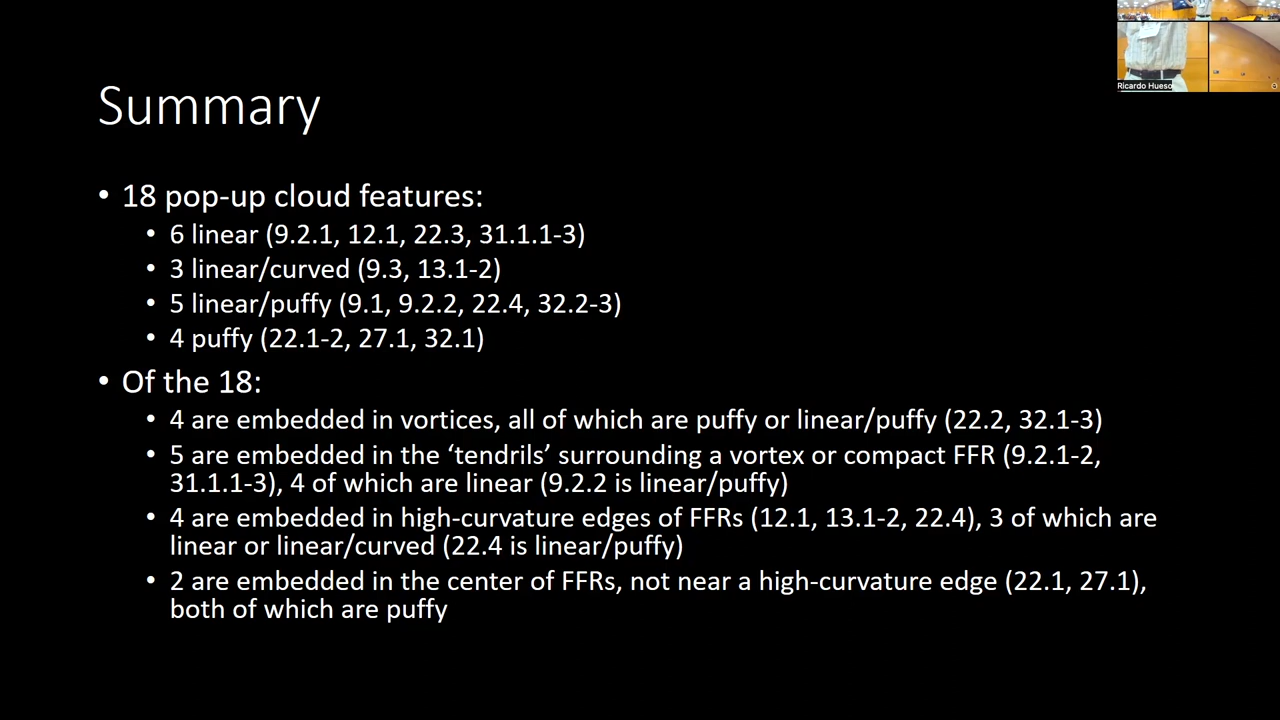 Ricardo Hueso
Summary
• 18 pop-up cloud features:
• 6 linear (9.2.1, 12.1, 22.3, 31.1.1-3)
• 3 linear/curved (9.3, 13.1-2)
• 5 linear/puffy (9.1, 9.2.2, 22.4, 32.2-3)
• 4 puffy (22.1-2, 27.1, 32.1)
• Of the 18:
• 4 are embedded in vortices, all of which are puffy or linear/puffy (22.2, 32.1-3)
• 5 are embedded in the ‘tendrils’ surrounding a vortex or compact FFR (9.2.1-2,
31.1.1-3), 4 of which are linear (9.2.2 is linear/puffy)
• 4 are embedded in high-curvature edges of FFRs (12.1, 13.1-2, 22.4), 3 of which are
linear or linear/curved (22.4 is linear/puffy)
• 2 are embedded in the center of FFRs, not near a high-curvature edge (22.1, 27.1),
both of which are puffy